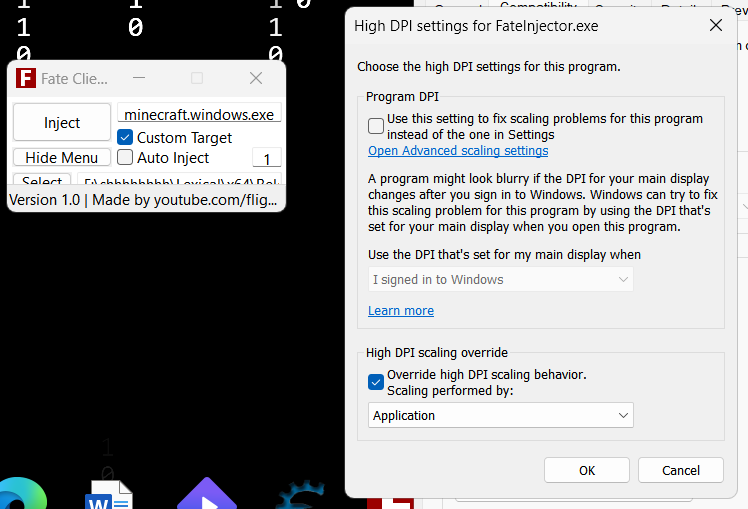 1 1 1 0
1 1
0 0 1
0
Compatibility
Fate Clie...
Inject
minecraft.windows.exe
Custom Target
Hide Menu
Auto Inject
1
Select
Version 1.0 | Made by youtube.com/flig...
High DPI settings for FateInjector.exe
Choose the high DPI settings for this program.
Program DPI
Use this setting to fix scaling problems for this program
instead of the one in Settings
Open Advanced scaling settings
A program might look blurry if the DPI for your main display
changes after you sign in to Windows. Windows can try to fix
this scaling problem for this program by using the DPI that's
set for your main display when you open this program.
Use the DPI that's set for my main display when
I signed in to Windows
Learn more
High DPI scaling override
Override high DPI scaling behavior.
Scaling performed by:
Application
OK
Cancel
1
0
W